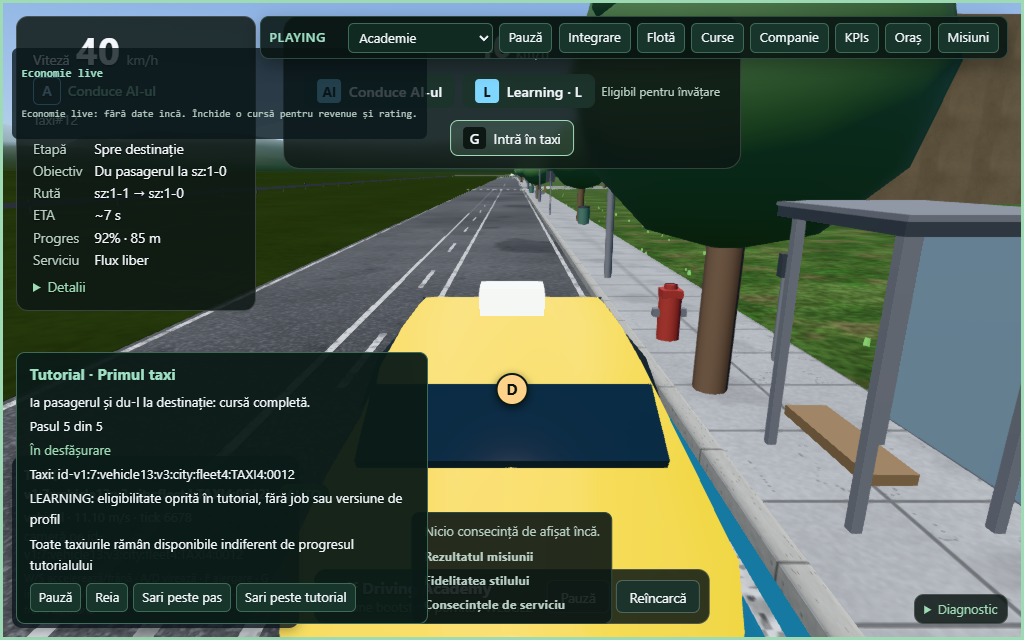 PLAYING
Academie
Pauză
Integrare
Flotă
Curse
Companie
KPIs
Oraș
Misiuni
Viteză 40 km/h
Economie live
A Conduce AI-ul
Economie live: fără date încă. Închide o cursă pentru revenue și rating.
Taxi#12
AI Conduce AI-ul
L Learning · L
Eligibil pentru învățare
G Intră în taxi
Etapă Spre destinație
Obiectiv Du pasagerul la sz:1-0
Rută sz:1-1 → sz:1-0
ETA ~7 s
Progres 92% · 85 m
Serviciu Flux liber
▶ Detalii
D
Tutorial · Primul taxi
Ia pasagerul și du-l la destinație: cursă completă.
Pasul 5 din 5
În desfășurare
Taxi: id-v1:7:vehicle13:v3:city:fleet4:TAXI4:0012
LEARNING: eligibilitate oprită în tutorial, fără job sau versiune de
profil
Toate taxiurile rămân disponibile indiferent de progresul
tutorialului
Pauză
Reia
Sari peste pas
Sari peste tutorial
Nicio consecință de afișat încă.
Rezultatul misiunii
Fidelitatea stilului
Consecințele de serviciu
Pauză
Reîncarcă
▶ Diagnostic